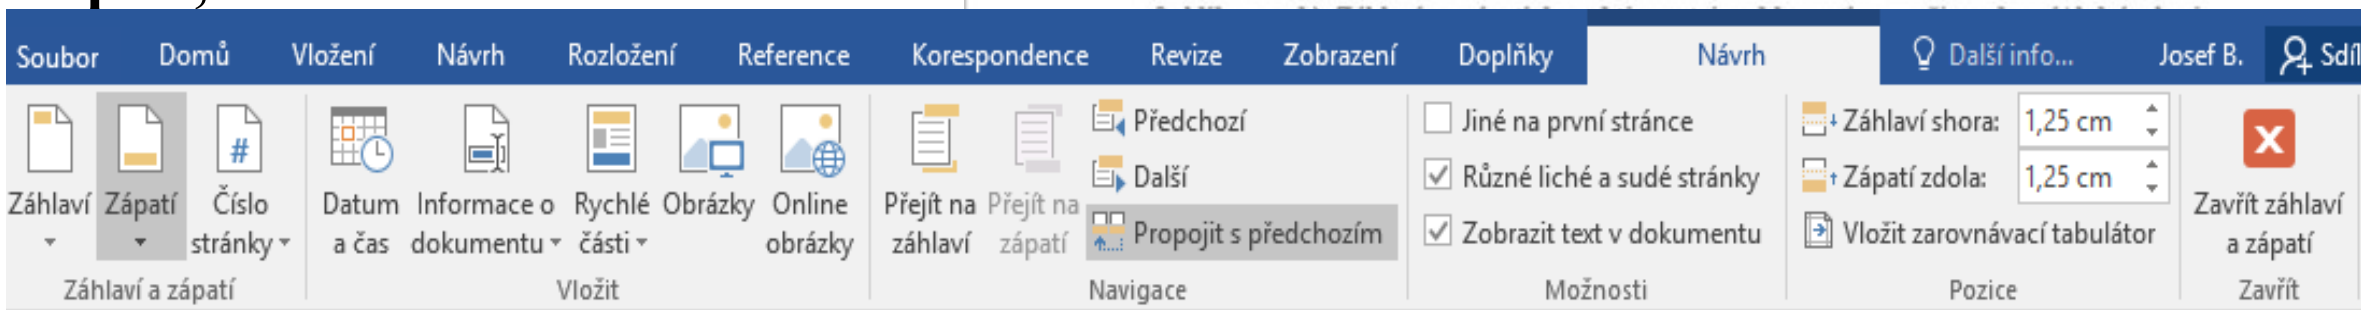 Soubor Domů Vložení Návrh Rozložení Reference Korespondence Revize Zobrazení Doplňky Návrh Další info... Josef B. Sdíl
Záhlaví
Zápatí
Číslo
stránky
Záhlaví a zápatí
Datum
a čas
Informace o
dokumentu
Rychlé
části
Obrázky
Online
obrázky
Vložit
Přejít na
záhlaví
Přejít na
zápatí
Předchozí
Další
Propojit s předchozím
Navigace
Jiné na první stránce
Různé liché a sudé stránky
Zobrazit text v dokumentu
Možnosti
Záhlaví shora: 1,25 cm
Zápatí zdola: 1,25 cm
Vložit zarovnávací tabulátor
Pozice
Zavřít záhlaví
a zápatí
Zavřít